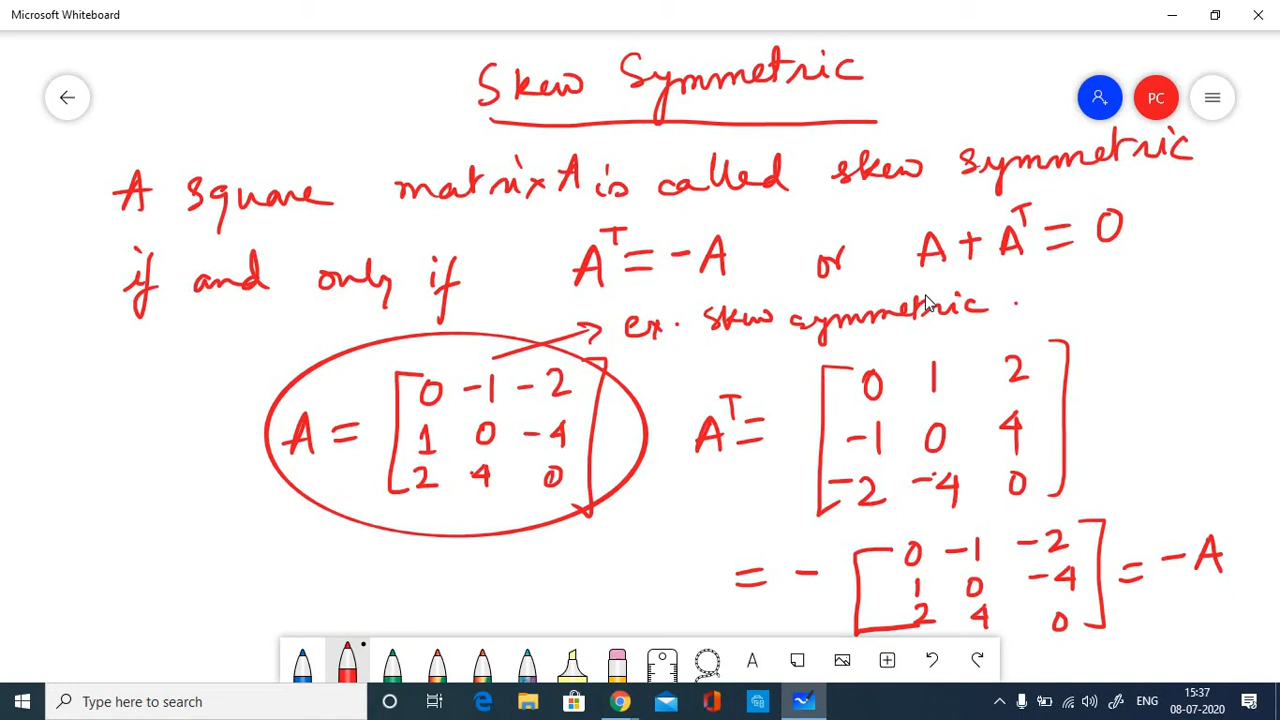 Microsoft Whiteboard
Skew Symmetric
PC
A square matrix A is called skew symmetric
if and only if A^T = -A or A + A^T = 0
→ ex. skew symmetric.
A = [0 -1 -2
1 0 -4
2 4 0]
A^T = [0 1 2
-1 0 4
-2 -4 0]
= - [0 -1 -2
1 0 -4
2 4 0] = -A
A
Type here to search
ENG
15:37
08-07-2020